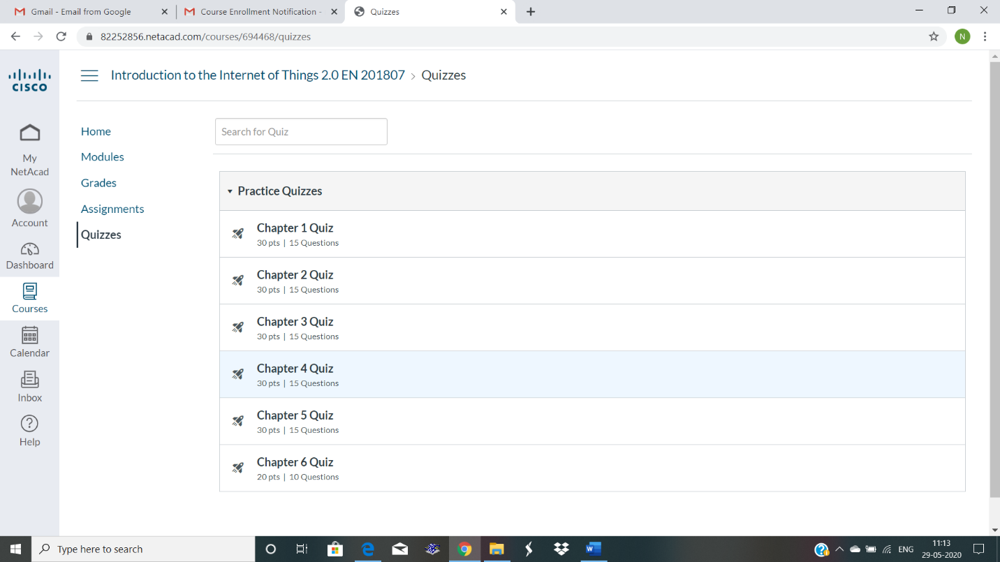 Gmail - Email from Google
Course Enrollment Notification -
Quizzes
82252856.netacad.com/courses/694468/quizzes
N
CISCO
Introduction to the Internet of Things 2.0 EN 201807 > Quizzes
My
NetAcad
Account
Dashboard
Courses
Calendar
Inbox
Help
Home
Modules
Grades
Assignments
Quizzes
Search for Quiz
Practice Quizzes
Chapter 1 Quiz
30 pts | 15 Questions
Chapter 2 Quiz
30 pts | 15 Questions
Chapter 3 Quiz
30 pts | 15 Questions
Chapter 4 Quiz
30 pts | 15 Questions
Chapter 5 Quiz
30 pts | 15 Questions
Chapter 6 Quiz
20 pts | 10 Questions
Type here to search
ENG
11:13
29-05-2020